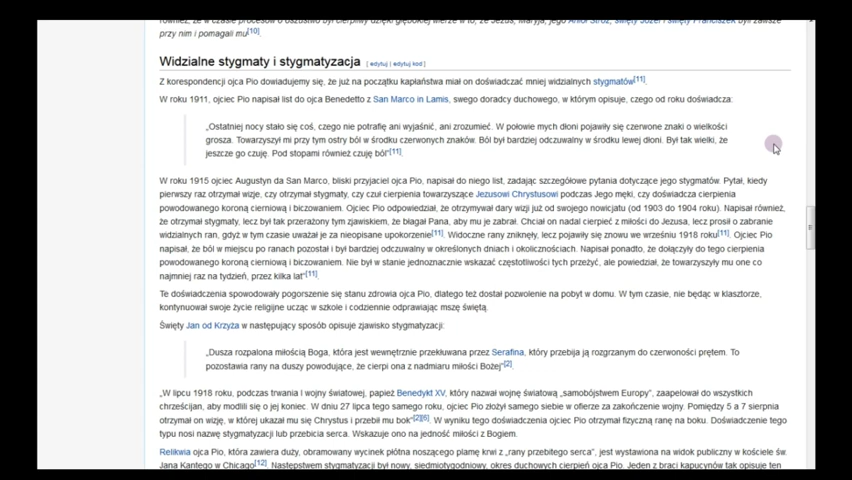 również, że w czasie procesów o oszustwo był cierpliwy dzięki głębokiej wierze w to, że Jezus, Maryja, jego Anioł Stróż, święty Józef i święty Franciszek byli zawsze
przy nim i pomagali mu[10].
Widzialne stygmaty i stygmatyzacja [ edytuj | edytuj kod ]
Z korespondencji ojca Pio dowiadujemy się, że już na początku kapłaństwa miał on doświadczać mniej widzialnych stygmatów[11].
W roku 1911, ojciec Pio napisał list do ojca Benedetto z San Marco in Lamis, swego doradcy duchowego, w którym opisuje, czego od roku doświadcza:
„Ostatniej nocy stało się coś, czego nie potrafię ani wyjaśnić, ani zrozumieć. W połowie mych dłoni pojawiły się czerwone znaki o wielkości
grosza. Towarzyszył mi przy tym ostry ból w środku czerwonych znaków. Ból był bardziej odczuwalny w środku lewej dłoni. Był tak wielki, że
jeszcze go czuję. Pod stopami również czuję ból"[11].
W roku 1915 ojciec Augustyn da San Marco, bliski przyjaciel ojca Pio, napisał do niego list, zadając szczegółowe pytania dotyczące jego stygmatów. Pytał, kiedy
pierwszy raz otrzymał wizje, czy otrzymał stygmaty, czy czuł cierpienia towarzyszące Jezusowi Chrystusowi podczas Jego męki, czy doświadcza cierpienia
powodowanego koroną cierniową i biczowaniem. Ojciec Pio odpowiedział, że otrzymywał dary wizji już od swojego nowicjatu (od 1903 do 1904 roku). Napisał również,
że otrzymał stygmaty, lecz był tak przerażony tym zjawiskiem, że błagał Pana, aby mu je zabrał. Chciał on nadal cierpieć z miłości do Jezusa, lecz prosił o zabranie
widzialnych ran, gdyż w tym czasie uważał je za nieopisane upokorzenie[11]. Widoczne rany zniknęły, lecz pojawiły się znowu we wrześniu 1918 roku[11]. Ojciec Pio
napisał, że ból w miejscu po ranach pozostał i był bardziej odczuwalny w określonych dniach i okolicznościach. Napisał ponadto, że dołączyły do tego cierpienia
powodowane koroną cierniową i biczowaniem. Nie był w stanie jednoznacznie wskazać częstotliwości tych przeżyć, ale powiedział, że towarzyszyły mu one co
najmniej raz na tydzień, przez kilka lat"[11].
Te doświadczenia spowodowały pogorszenie się stanu zdrowia ojca Pio, dlatego też dostał pozwolenie na pobyt w domu. W tym czasie, nie będąc w klasztorze,
kontynuował swoje życie religijne ucząc w szkole i codziennie odprawiając mszę świętą.
Święty Jan od Krzyża w następujący sposób opisuje zjawisko stygmatyzacji:
„Dusza rozpalona miłością Boga, która jest wewnętrznie przekłuwana przez Serafina, który przebija ją rozgrzanym do czerwoności prętem. To
pozostawia rany na duszy powodujące, że cierpi ona z nadmiaru miłości Bożej"[2].
„W lipcu 1918 roku, podczas trwania I wojny światowej, papież Benedykt XV, który nazwał wojnę światową „samobójstwem Europy", zaapelował do wszystkich
chrześcijan, aby modlili się o jej koniec. W dniu 27 lipca tego samego roku, ojciec Pio złożył samego siebie w ofierze za zakończenie wojny. Pomiędzy 5 a 7 sierpnia
otrzymał on wizję, w której ukazał mu się Chrystus i przebił mu bok"[2][6]. W wyniku tego doświadczenia ojciec Pio otrzymał fizyczną ranę na boku. Doświadczenie tego
typu nosi nazwę stygmatyzacji lub przebicia serca. Wskazuje ono na jedność miłości z Bogiem.
Relikwia ojca Pio, która zawiera duży, obramowany wycinek płótna noszącego plamę krwi z „rany przebitego serca", jest wystawiona na widok publiczny w kościele św.
Jana Kantego w Chicago[12]. Następstwem stygmatyzacji był nowy, siedmiotygodniowy, okres duchowych cierpień ojca Pio. Jeden z braci kapucynów tak opisuje ten